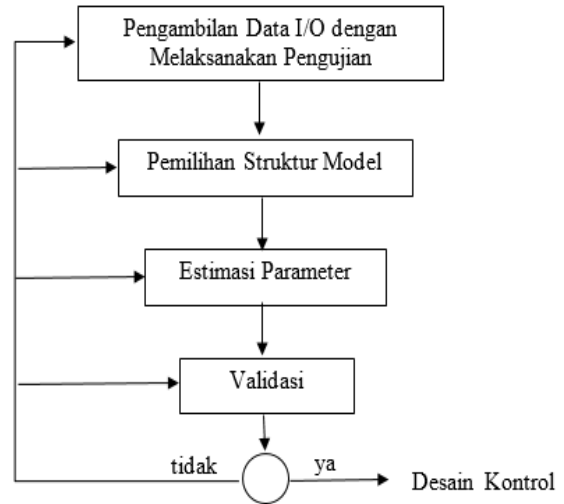 Pengambilan Data I/O dengan
Melaksanakan Pengujian
Pemilihan Struktur Model
Estimasi Parameter
Validasi
tidak
ya
Desain Kontrol